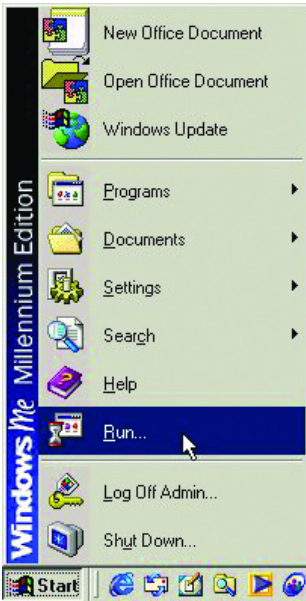 New Office Document
Open Office Document
Windows Update
Programs
Documents
Settings
Search
Help
Run...
Log Off Admin...
Shut Down...
Windows Me Millennium Edition
Start